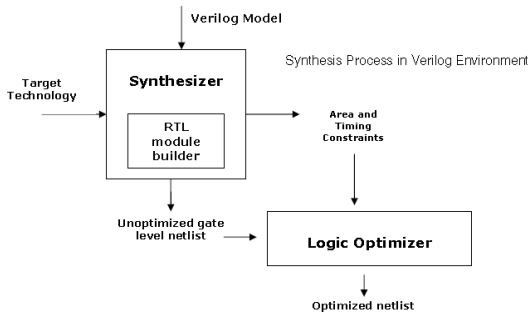 Verilog Model
Synthesis Process in Verilog Environment
Target
Technology
Synthesizer
RTL
module
builder
Area and
Timing
Constraints
Unoptimized gate
level netlist
Logic Optimizer
Optimized netlist